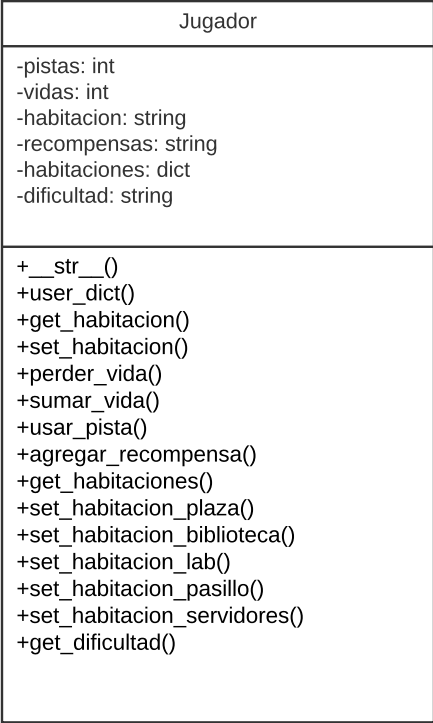 Jugador
-pistas: int
-vidas: int
-habitacion: string
-recompensas: string
-habitaciones: dict
-dificultad: string
+__str__()
+user_dict()
+get_habitacion()
+set_habitacion()
+perder_vida()
+sumar_vida()
+usar_pista()
+agregar_recompensa()
+get_habitaciones()
+set_habitacion_plaza()
+set_habitacion_biblioteca()
+set_habitacion_lab()
+set_habitacion_pasillo()
+set_habitacion_servidores()
+get_dificultad()